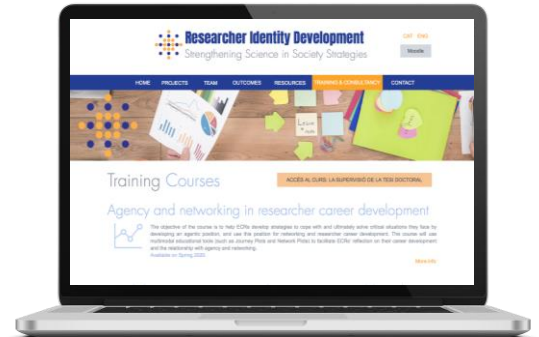 Researcher Identity Development
CAT ENG
Strengthening Science in Society Strategies
Moodle
HOME PROJECTS TEAM OUTCOMES RESOURCES TRAINING & CONSULTANCY CONTACT
Training Courses
ACCÉS AL CURS: LA SUPERVISIÓ DE LA TESI DOCTORAL
Agency and networking in researcher career development
The objective of the course is to help ECRs develop strategies to cope with and ultimately solve critical situations they face by
developing an agentic position, and use this position for networking and researcher career development. The course will use
multimodal educational tools (such as Journey Plots and Network Plots) to facilitate ECRs' reflection on their career development
and the relationship with agency and networking.
Available on Spring 2020
More info